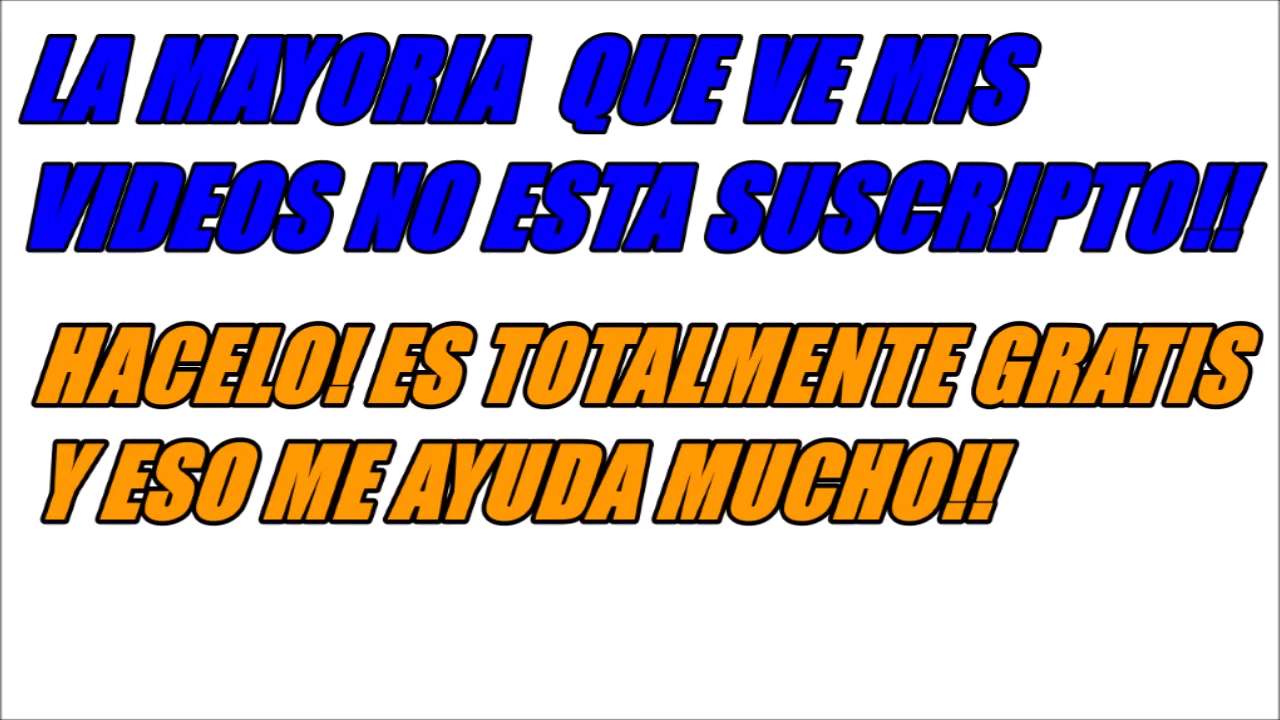 LA MAYORIA QUE VE MIS
VIDEOS NO ESTA SUSCRIPTO!!
HACELO! ES TOTALMENTE GRATIS
Y ESO ME AYUDA MUCHO!!